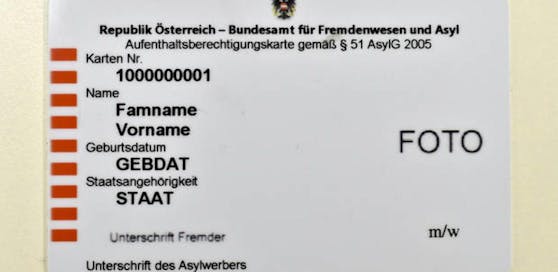 Republik Österreich – Bundesamt für Fremdenwesen und Asyl
Aufenthaltsberechtigungskarte gemäß § 51 AsylG 2005
Karten Nr.
1000000001
Name
Famname
Vorname
Geburtsdatum
GEBDAT
Staatsangehörigkeit
STAAT
FOTO
Unterschrift Fremder
m/w
Unterschrift des Asylwerbers